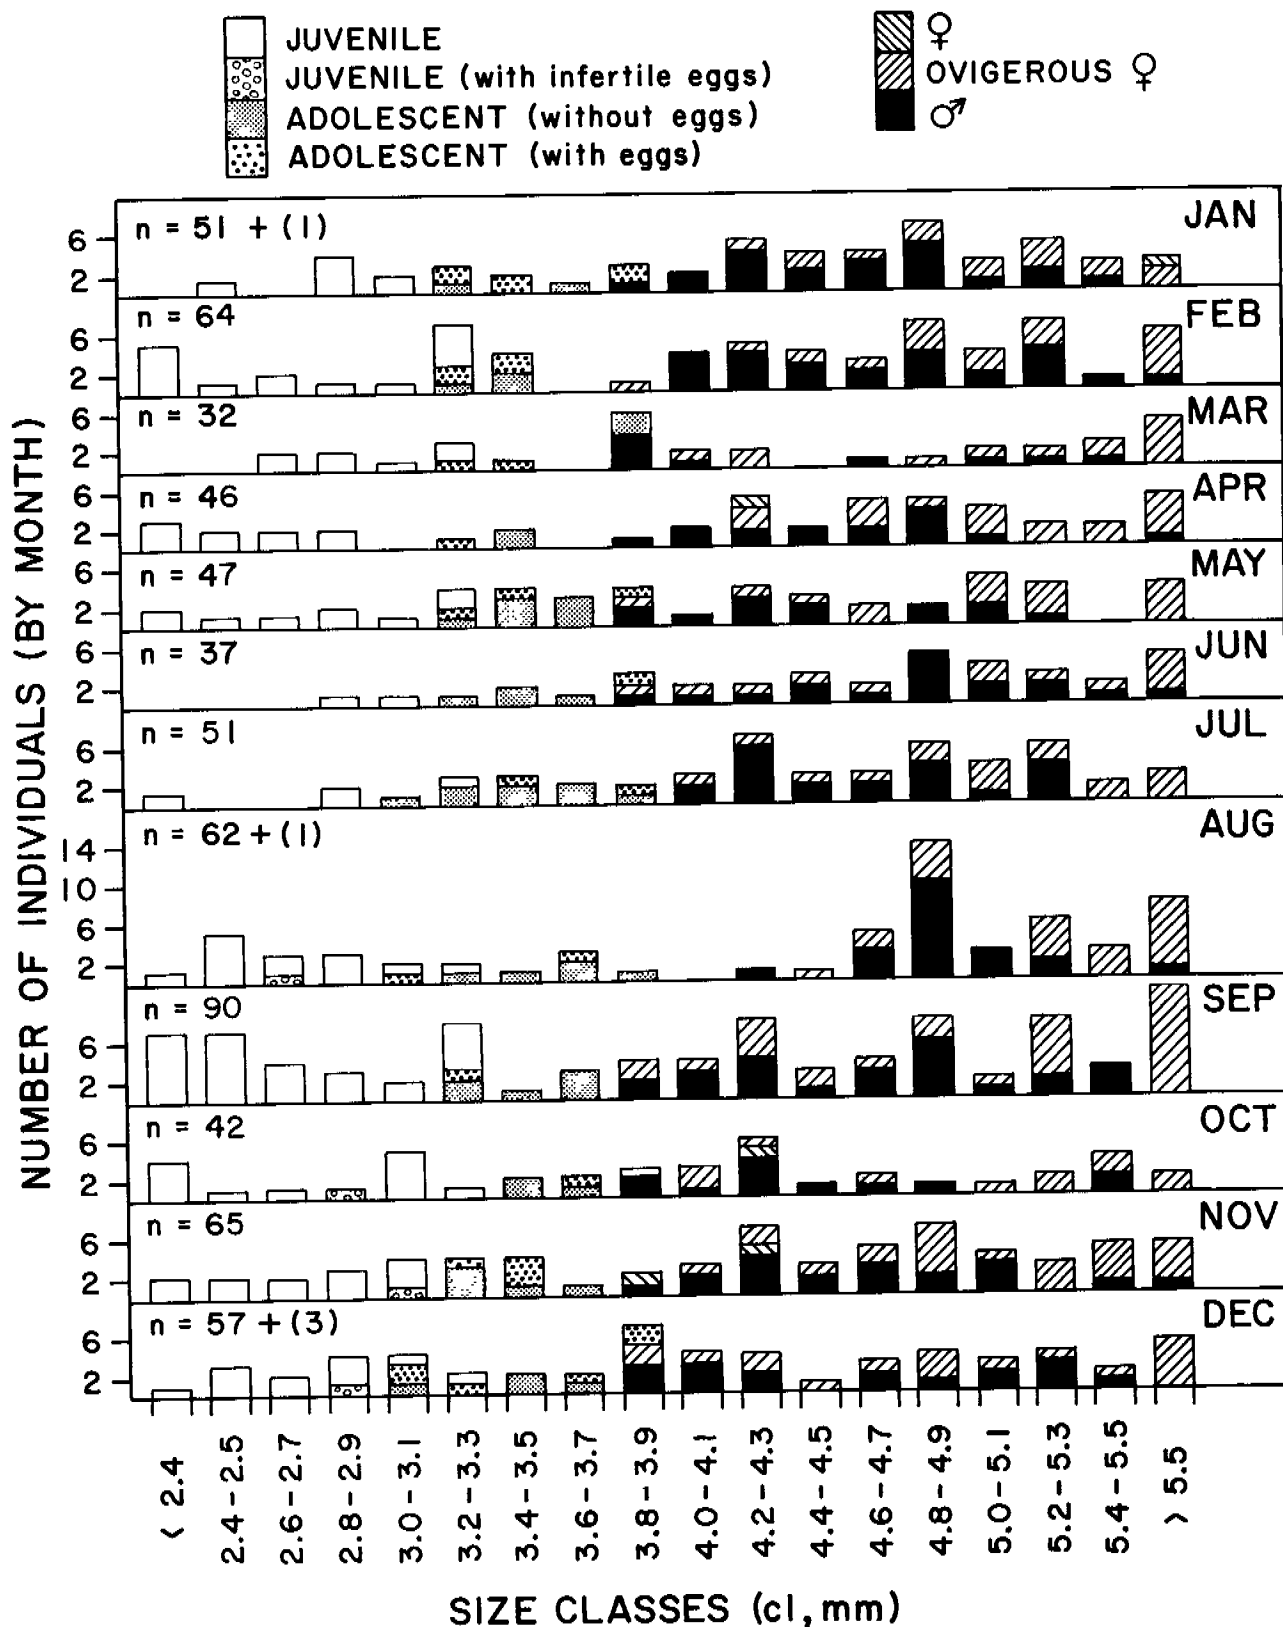 JUVENILE
JUVENILE (with infertile eggs)
ADOLESCENT (without eggs)
ADOLESCENT (with eggs)
♀
OVIGEROUS ♀
♂
NUMBER OF INDIVIDUALS (BY MONTH)
n = 51 + (1)
JAN
6
2
n = 64
FEB
6
2
n = 32
MAR
6
2
n = 46
APR
6
2
n = 47
MAY
6
2
n = 37
JUN
6
2
n = 51
JUL
6
2
n = 62 + (1)
AUG
14
10
6
2
n = 90
SEP
6
2
n = 42
OCT
6
2
n = 65
NOV
6
2
n = 57 + (3)
DEC
6
2
< 2.4
2.4 - 2.5
2.6 - 2.7
2.8 - 2.9
3.0 - 3.1
3.2 - 3.3
3.4 - 3.5
3.6 - 3.7
3.8 - 3.9
4.0 - 4.1
4.2 - 4.3
4.4 - 4.5
4.6 - 4.7
4.8 - 4.9
5.0 - 5.1
5.2 - 5.3
5.4 - 5.5
> 5.5
SIZE CLASSES (cl, mm)